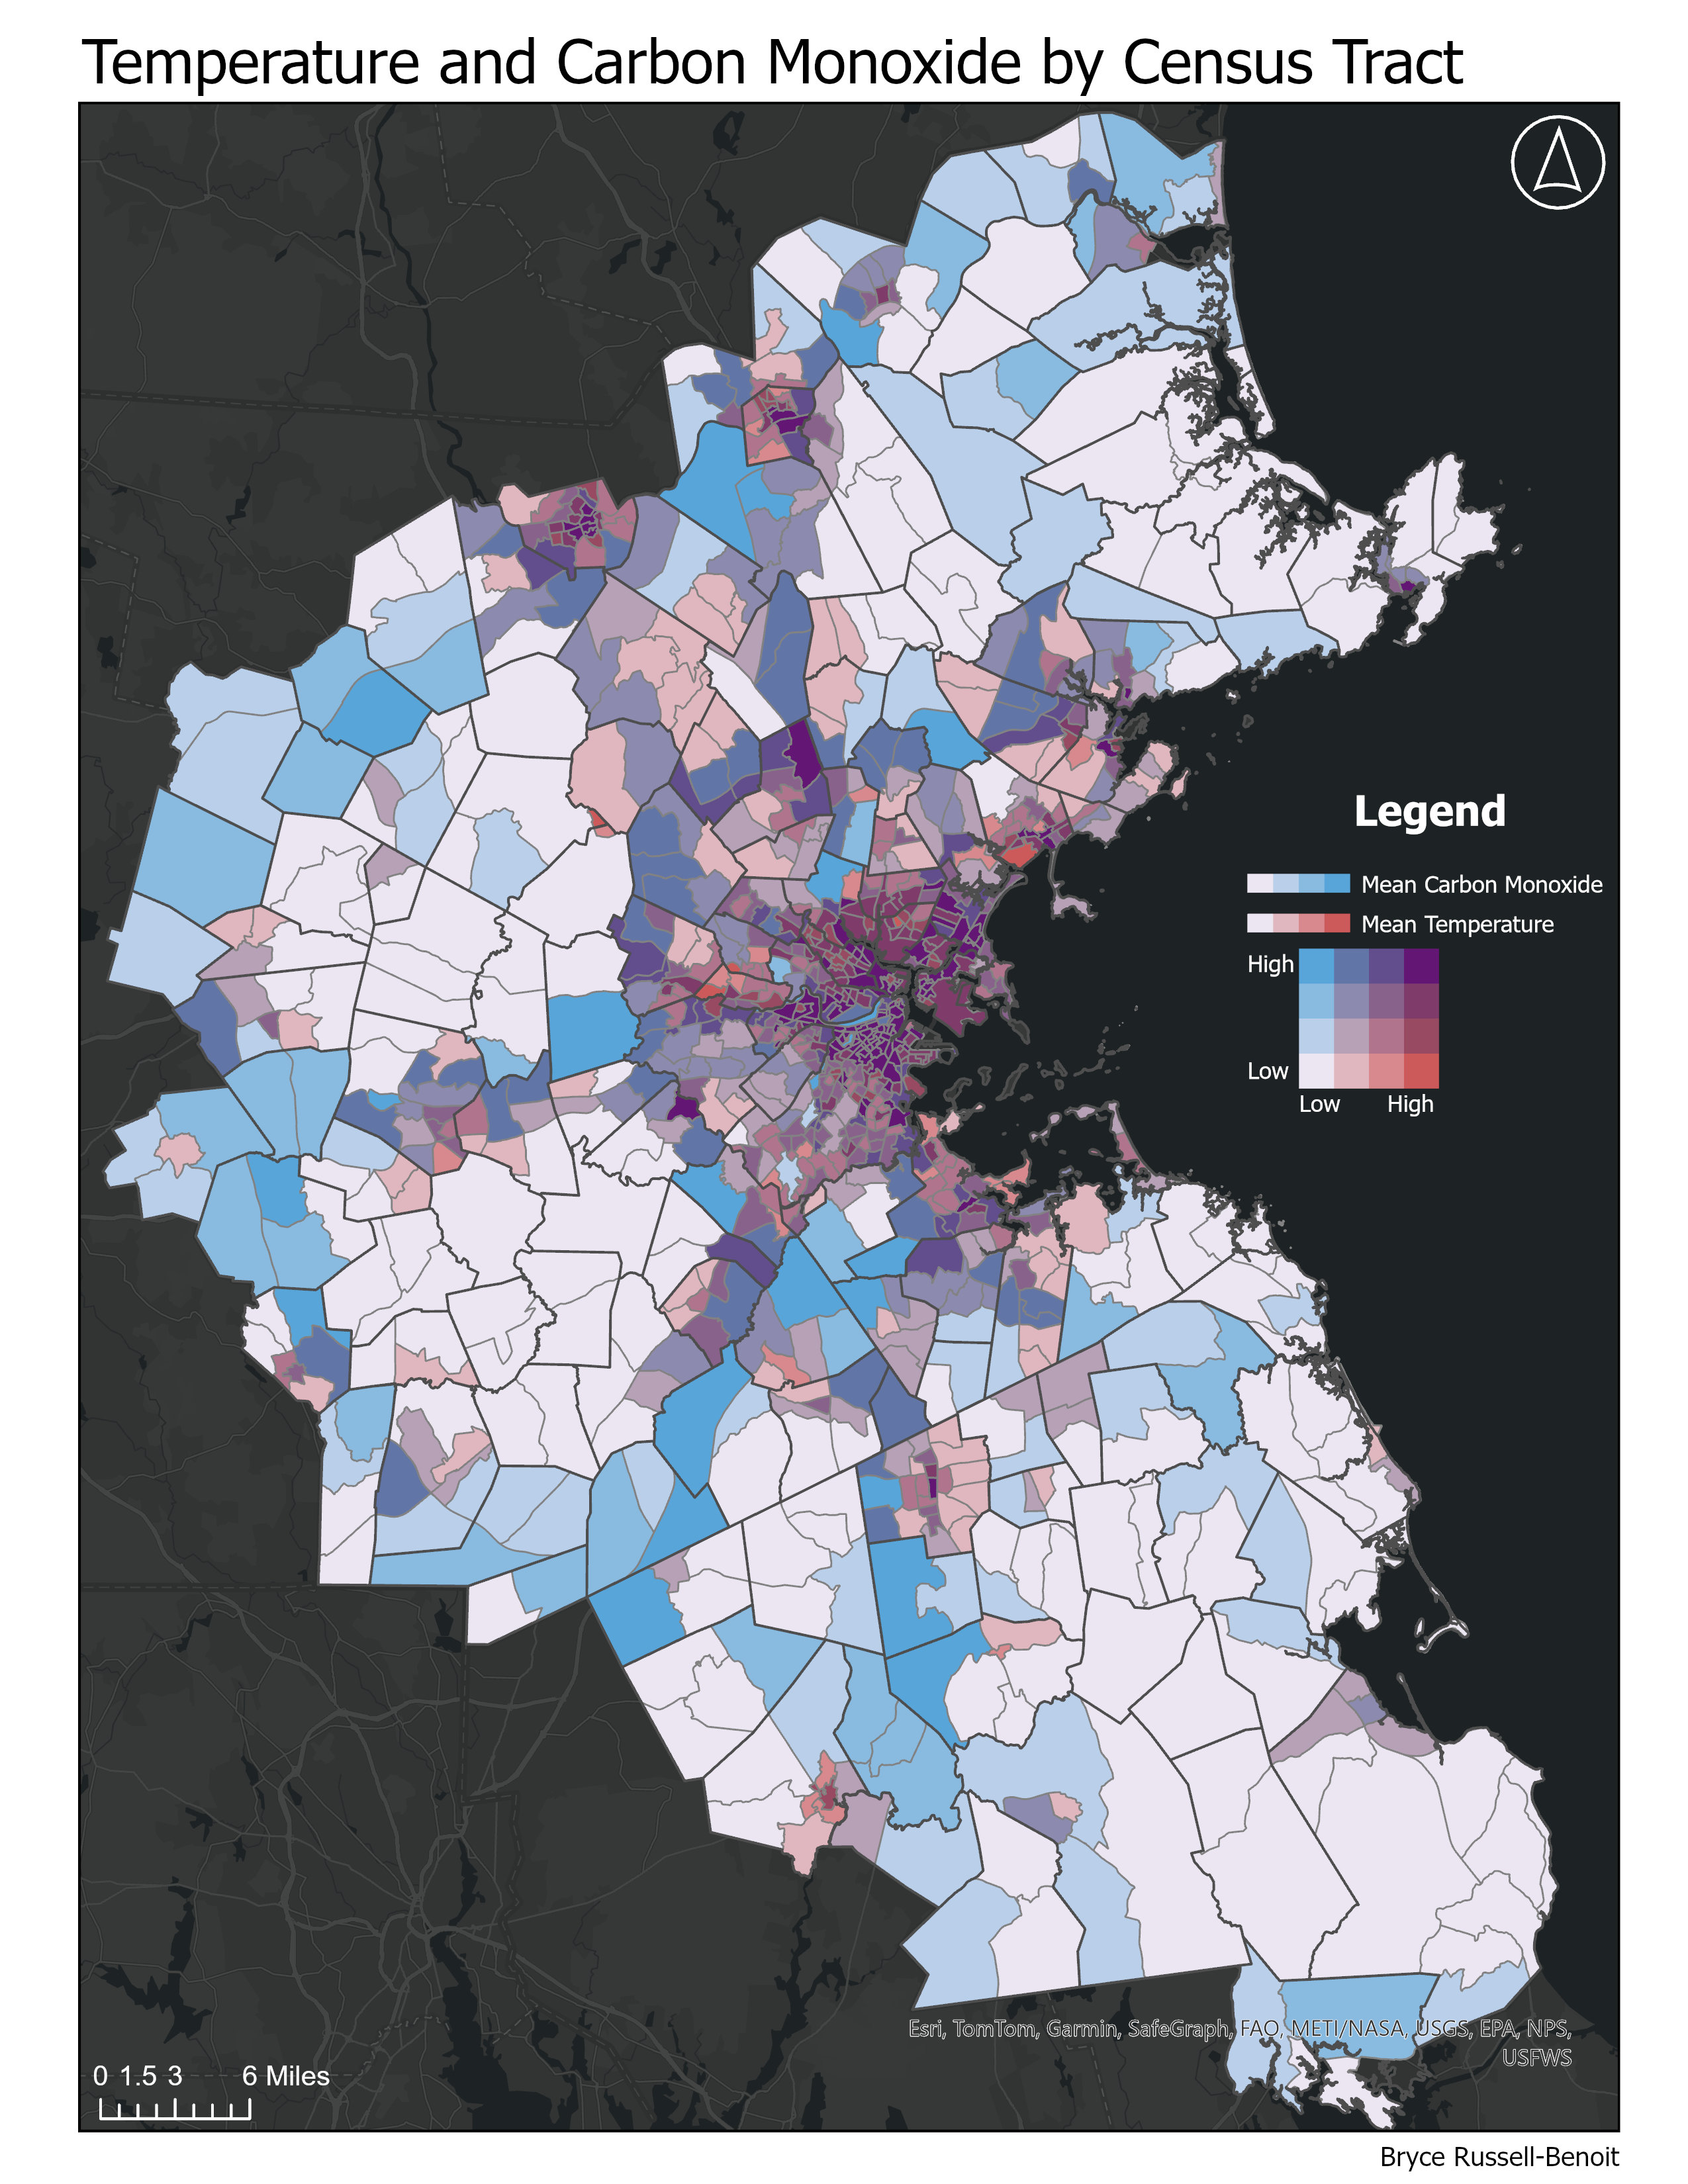 Temperature and Carbon Monoxide by Census Tract
Legend
Mean Carbon Monoxide
Mean Temperature
High
Low
Low High
Esri, TomTom, Garmin, SafeGraph, FAO, METI/NASA, USGS, EPA, NPS,
USFWS
0 1.5 3 6 Miles
Bryce Russell-Benoit